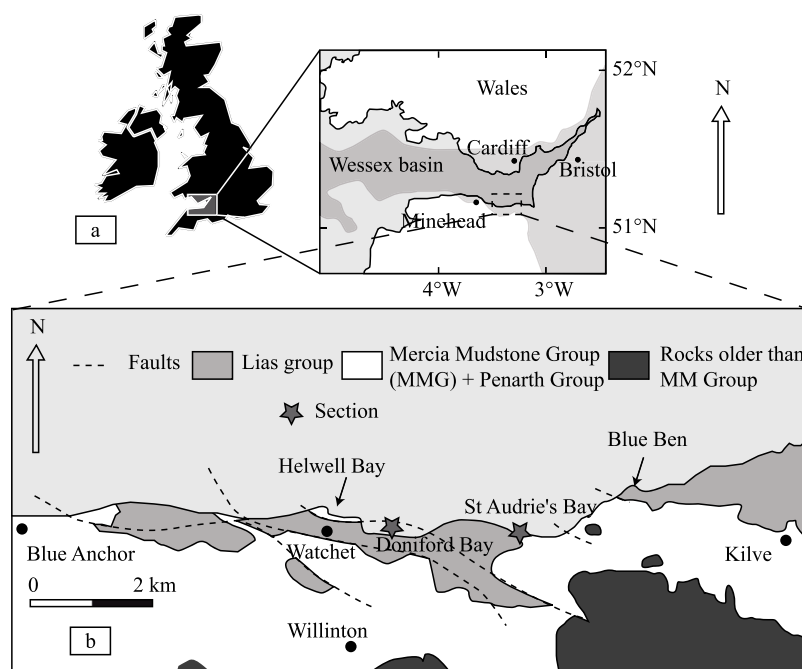 52°N
Wales
N
Cardiff
Wessex basin
Bristol
Minehead
a
51°N
4°W
3°W
N
Faults
Lias group
Mercia Mudstone Group
(MMG) + Penarth Group
Rocks older than
MM Group
Section
Blue Ben
Helwell Bay
St Audrie's Bay
Blue Anchor
Watchet
Doniford Bay
Kilve
0
2 km
Willinton
b